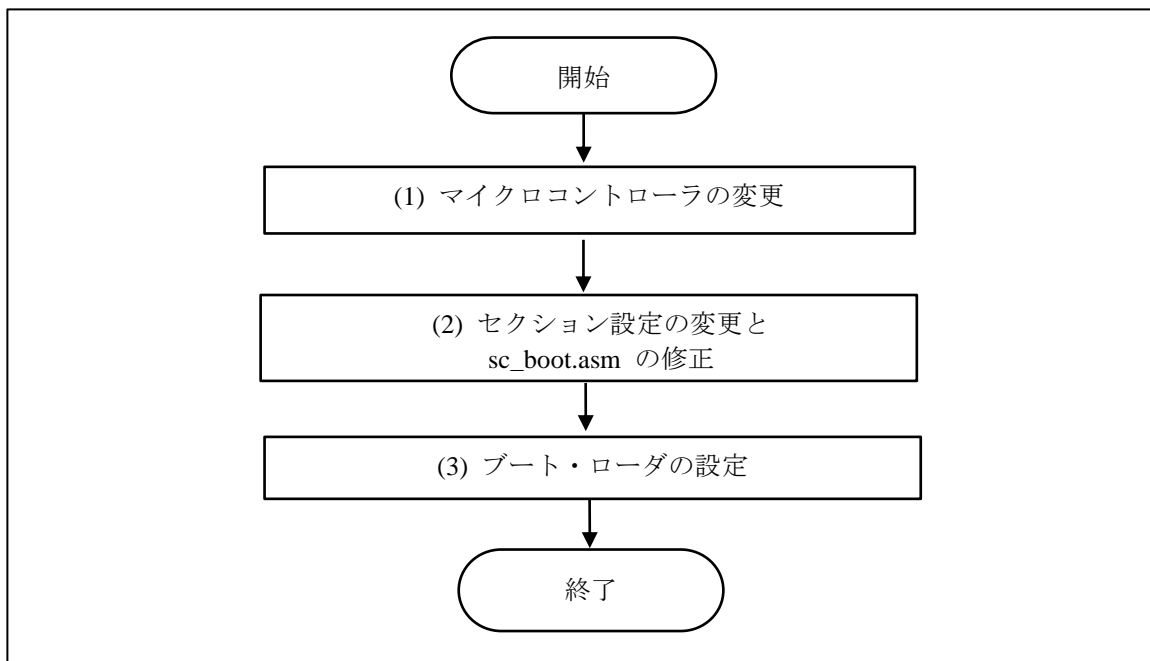 開始
(1) マイクロコントローラの変更
(2) セクション設定の変更と
sc_boot.asm の修正
(3) ブート・ローダの設定
終了